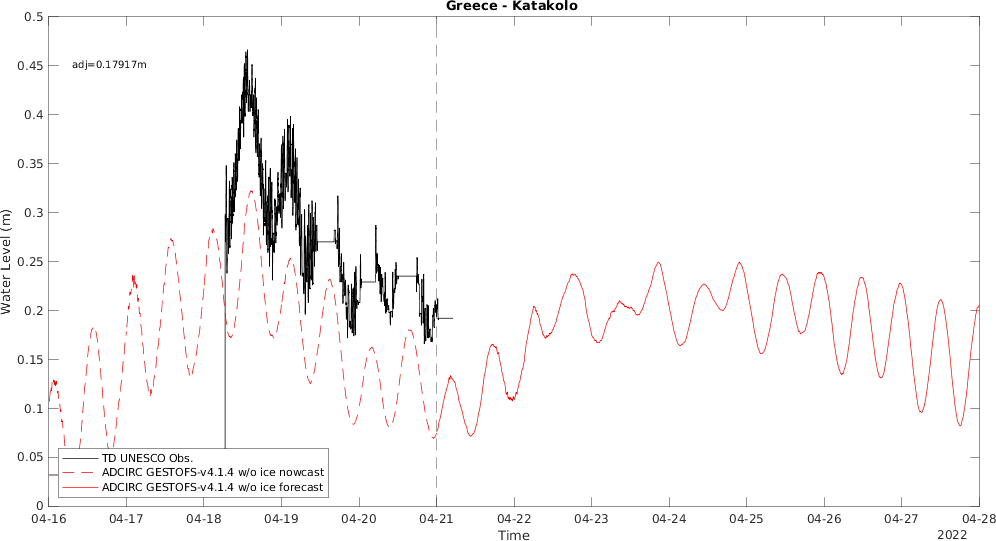 Greece - Katakolo
0.5
0.45
0.4
0.35
0.3
0.25
0.2
0.15
0.1
0.05
0
Water Level (m)
adj=0.17917m
TD UNESCO Obs.
ADCIRC GESTOFS-v4.1.4 w/o ice nowcast
ADCIRC GESTOFS-v4.1.4 w/o ice forecast
04-16 04-17 04-18 04-19 04-20 04-21 04-22 04-23 04-24 04-25 04-26 04-27 04-28
Time
2022